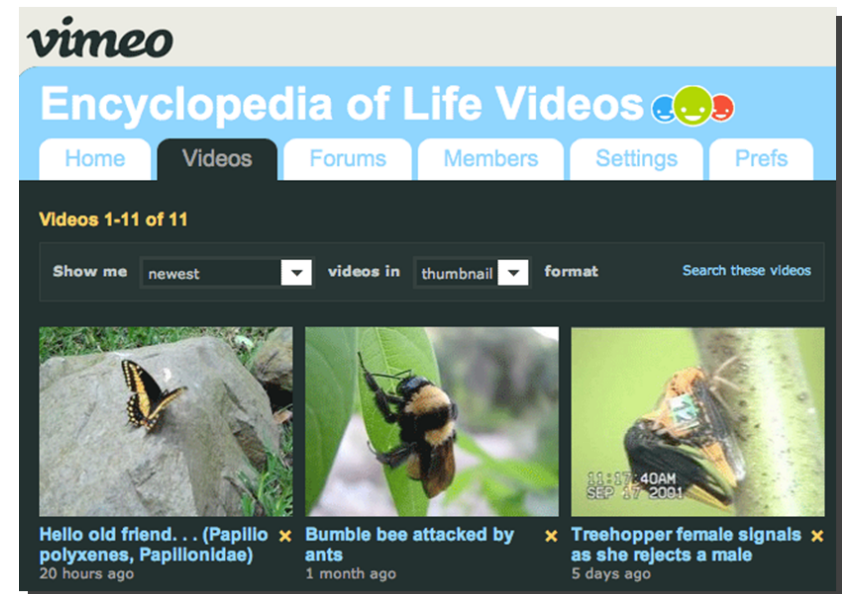 vimeo
Encyclopedia of Life Videos
Home Videos Forums Members Settings Prefs
Videos 1-11 of 11
Show me newest videos in thumbnail format Search these videos
12
11:17:40AM
SEP 17 2001
Hello old friend. . . (Papilio
polyxenes, Papilionidae)
20 hours ago
Bumble bee attacked by
ants
1 month ago
Treehopper female signals
as she rejects a male
5 days ago